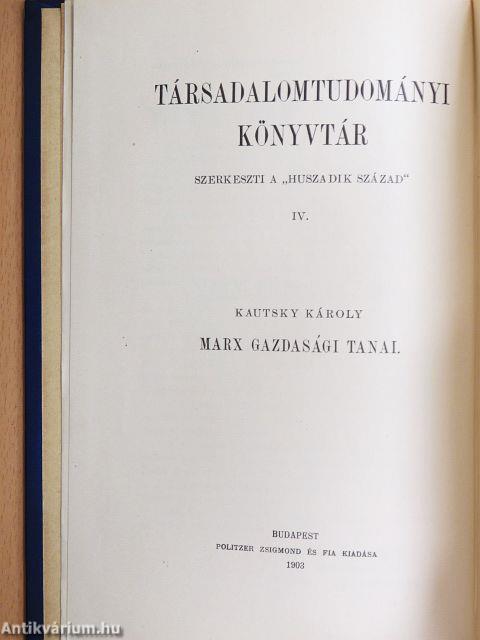 TÁRSADALOMTUDOMÁNYI
KÖNYVTÁR
SZERKESZTI A „HUSZADIK SZÁZAD“
IV.
KAUTSKY KÁROLY
MARX GAZDASÁGI TANAI.
BUDAPEST
POLITZER ZSIGMOND ÉS FIA KIADÁSA
1903
Antikvárium.hu